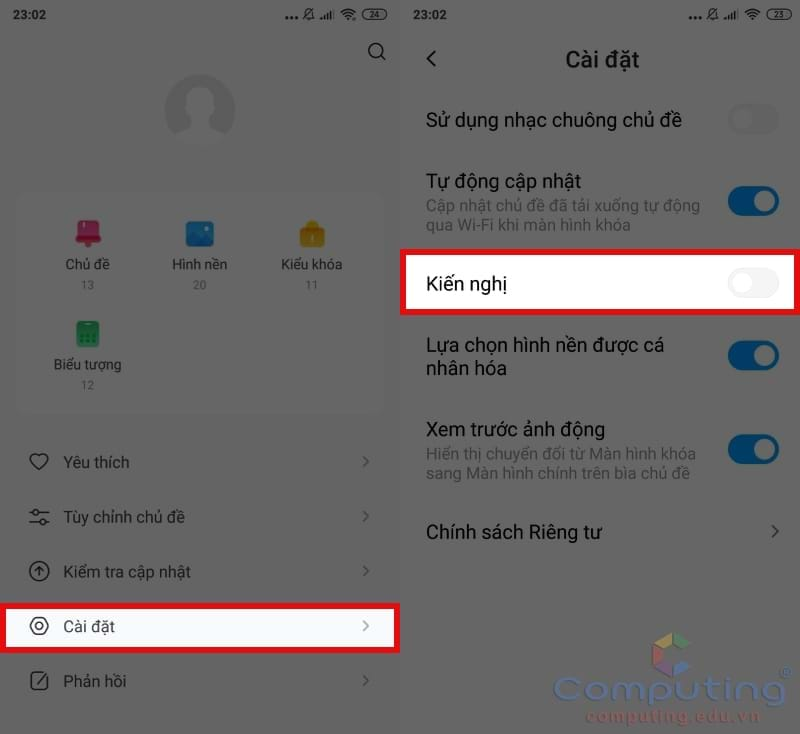 23:02
24
Chủ đề
13
Hình nền
20
Kiểu khóa
11
Biểu tượng
12
Yêu thích
Tùy chỉnh chủ đề
Kiểm tra cập nhật
Cài đặt
Phản hồi
23:02
23
Cài đặt
Sử dụng nhạc chuông chủ đề
Tự động cập nhật
Cập nhật chủ đề đã tải xuống tự động
qua Wi-Fi khi màn hình khóa
Kiến nghị
Lựa chọn hình nền được cá
nhân hóa
Xem trước ảnh động
Hiển thị chuyển đổi từ Màn hình khóa
sang Màn hình chính trên bìa chủ đề
Chính sách Riêng tư
Computing®
computing.edu.vn